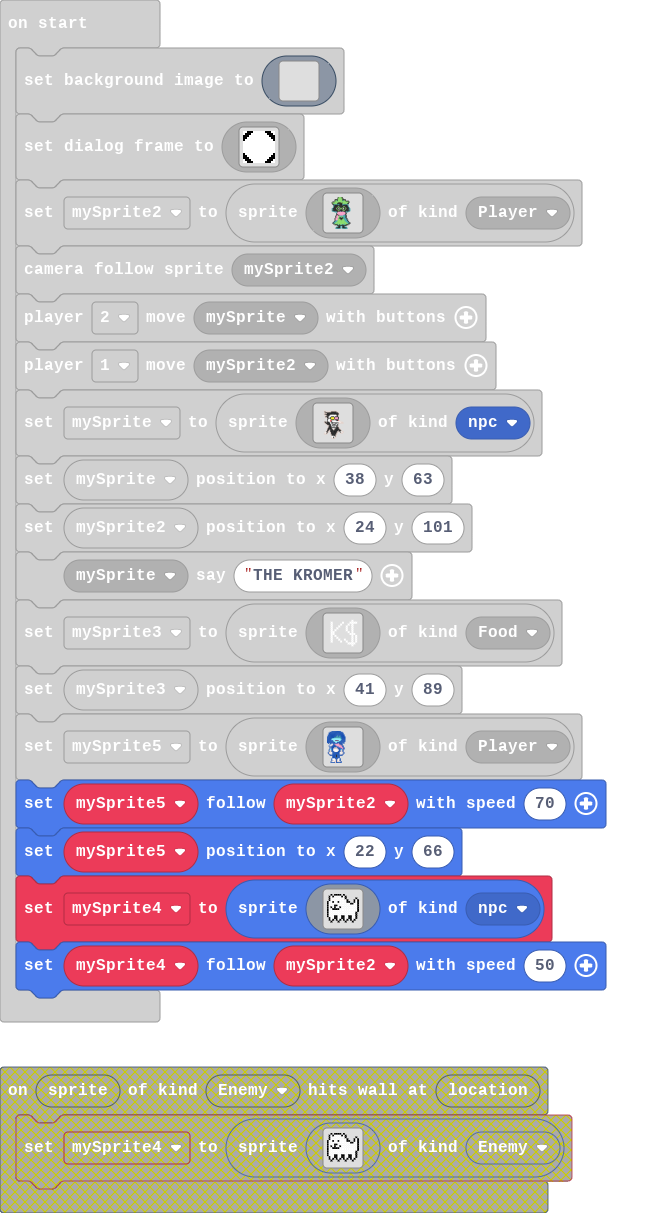 on start
set background image to
set dialog frame to
set mySprite2 to sprite of kind Player
camera follow sprite mySprite2
player 2 move mySprite with buttons
player 1 move mySprite2 with buttons
set mySprite to sprite of kind npc
set mySprite position to x 38 y 63
set mySprite2 position to x 24 y 101
mySprite say "THE KROMER"
set mySprite3 to sprite K$ of kind Food
set mySprite3 position to x 41 y 89
set mySprite5 to sprite of kind Player
set mySprite5 follow mySprite2 with speed 70
set mySprite5 position to x 22 y 66
set mySprite4 to sprite of kind npc
set mySprite4 follow mySprite2 with speed 50
on sprite of kind Enemy hits wall at location
set mySprite4 to sprite of kind Enemy